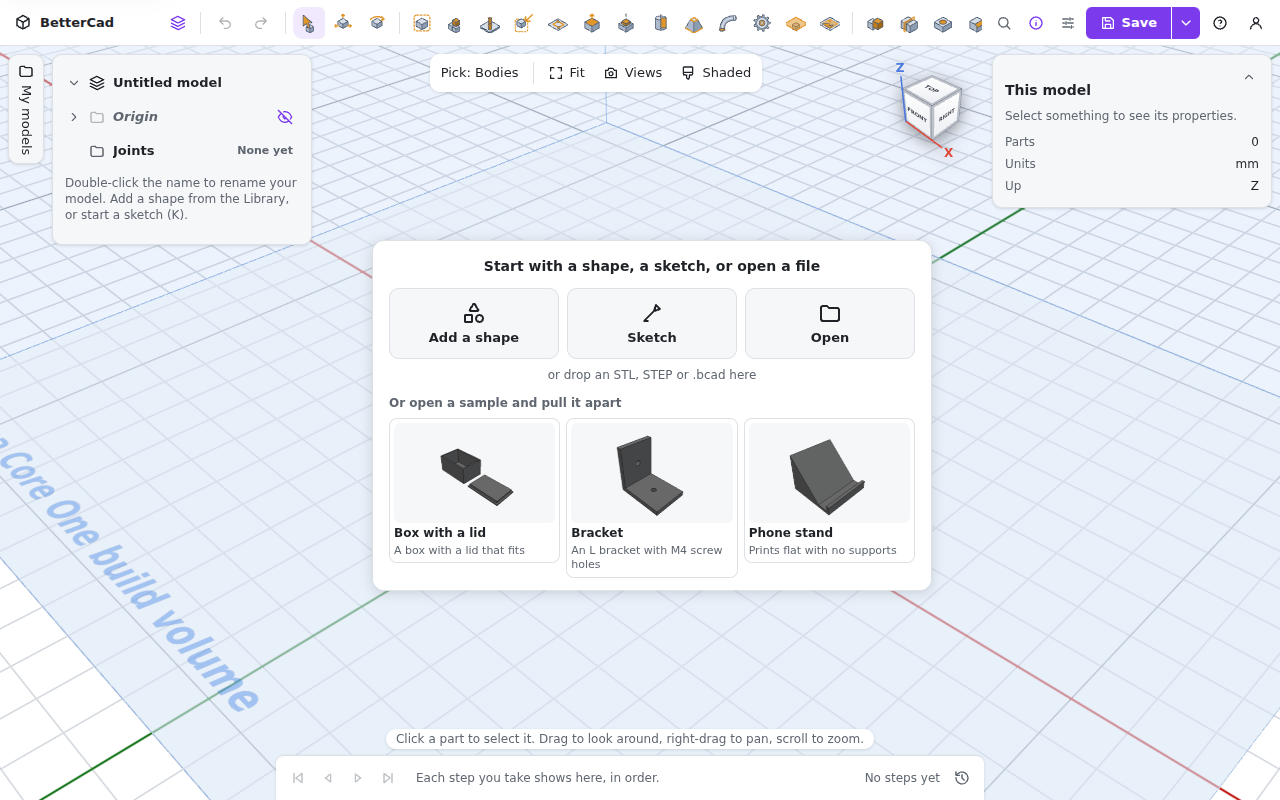 BetterCad
Save
My models
Untitled model
Origin
Joints
None yet
Double-click the name to rename your
model. Add a shape from the Library,
or start a sketch (K).
Pick: Bodies
Fit
Views
Shaded
Z
TOP
FRONT
RIGHT
X
This model
Select something to see its properties.
Parts 0
Units mm
Up Z
Start with a shape, a sketch, or open a file
Add a shape
Sketch
Open
or drop an STL, STEP or .bcad here
Or open a sample and pull it apart
Box with a lid
A box with a lid that fits
Bracket
An L bracket with M4 screw
holes
Phone stand
Prints flat with no supports
Core One build volume
Click a part to select it. Drag to look around, right-drag to pan, scroll to zoom.
Each step you take shows here, in order.
No steps yet